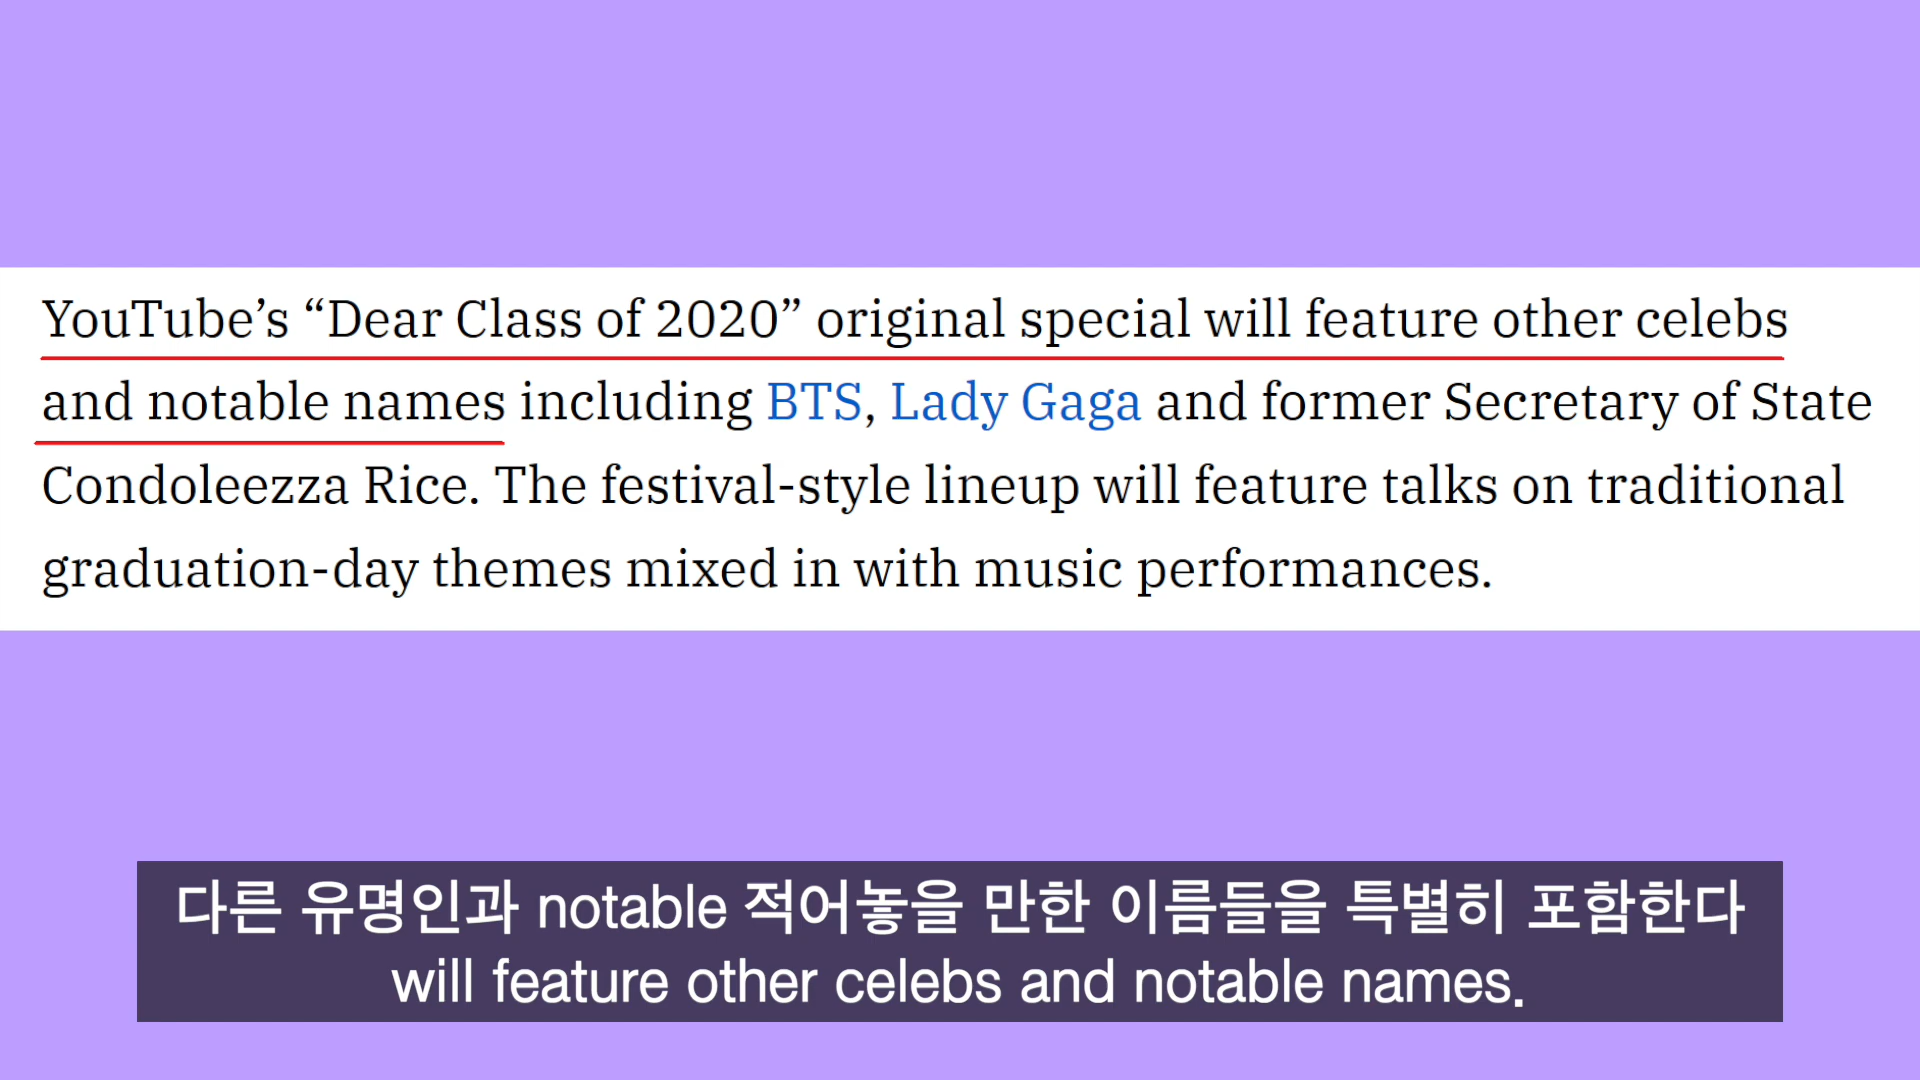 YouTube’s “Dear Class of 2020” original special will feature other celebs
and notable names including BTS, Lady Gaga and former Secretary of State
Condoleezza Rice. The festival-style lineup will feature talks on traditional
graduation-day themes mixed in with music performances.
다른 유명인과 notable 적어놓을 만한 이름들을 특별히 포함한다
will feature other celebs and notable names.